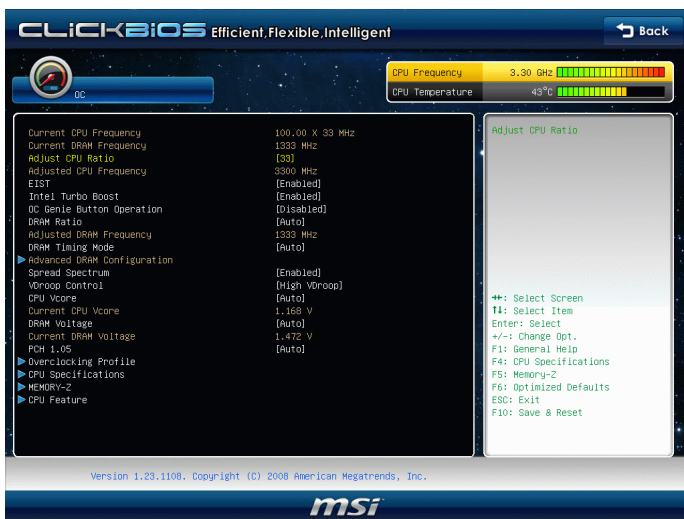 CLiCKBiOS Efficient,Flexible,Intelligent
Back
OC
CPU Frequency 3.30 GHz
CPU Temperature 43°C
Current CPU Frequency 100.00 X 33 MHz
Current DRAM Frequency 1333 MHz
Adjust CPU Ratio [33]
Adjusted CPU Frequency 3300 MHz
EIST [Enabled]
Intel Turbo Boost [Enabled]
OC Genie Button Operation [Disabled]
DRAM Ratio [Auto]
Adjusted DRAM Frequency 1333 MHz
DRAM Timing Mode [Auto]
Advanced DRAM Configuration
Spread Spectrum [Enabled]
VDroop Control [High VDroop]
CPU Vcore [Auto]
Current CPU Vcore 1.168 V
DRAM Voltage [Auto]
Current DRAM Voltage 1.472 V
PCH 1.05 [Auto]
Overclocking Profile
CPU Specifications
MEMORY-Z
CPU Feature
Adjust CPU Ratio
→←: Select Screen
↑↓: Select Item
Enter: Select
+/-: Change Opt.
F1: General Help
F4: CPU Specifications
F5: Memory-Z
F6: Optimized Defaults
ESC: Exit
F10: Save & Reset
Version 1.23.1108. Copyright (C) 2008 American Megatrends, Inc.
msi